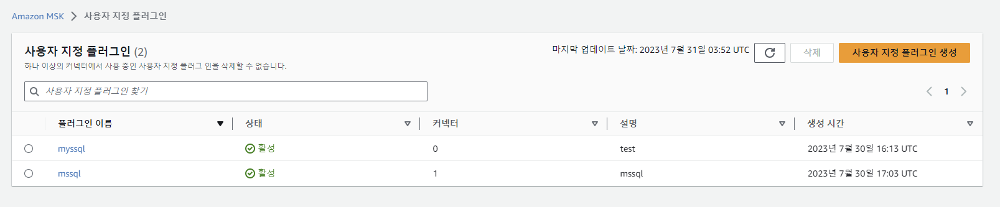 Amazon MSK > 사용자 지정 플러그인
사용자 지정 플러그인 (2)
마지막 업데이트 날짜: 2023년 7월 31일 03:52 UTC 삭제 사용자 지정 플러그인 생성
하나 이상의 커넥터에서 사용 중인 사용자 지정 플러그 인을 삭제할 수 없습니다.
사용자 지정 플러그인 찾기
1
플러그인 이름 상태 커넥터 설명 생성 시간
myssql 활성 0 test 2023년 7월 30일 16:13 UTC
mssql 활성 1 mssql 2023년 7월 30일 17:03 UTC